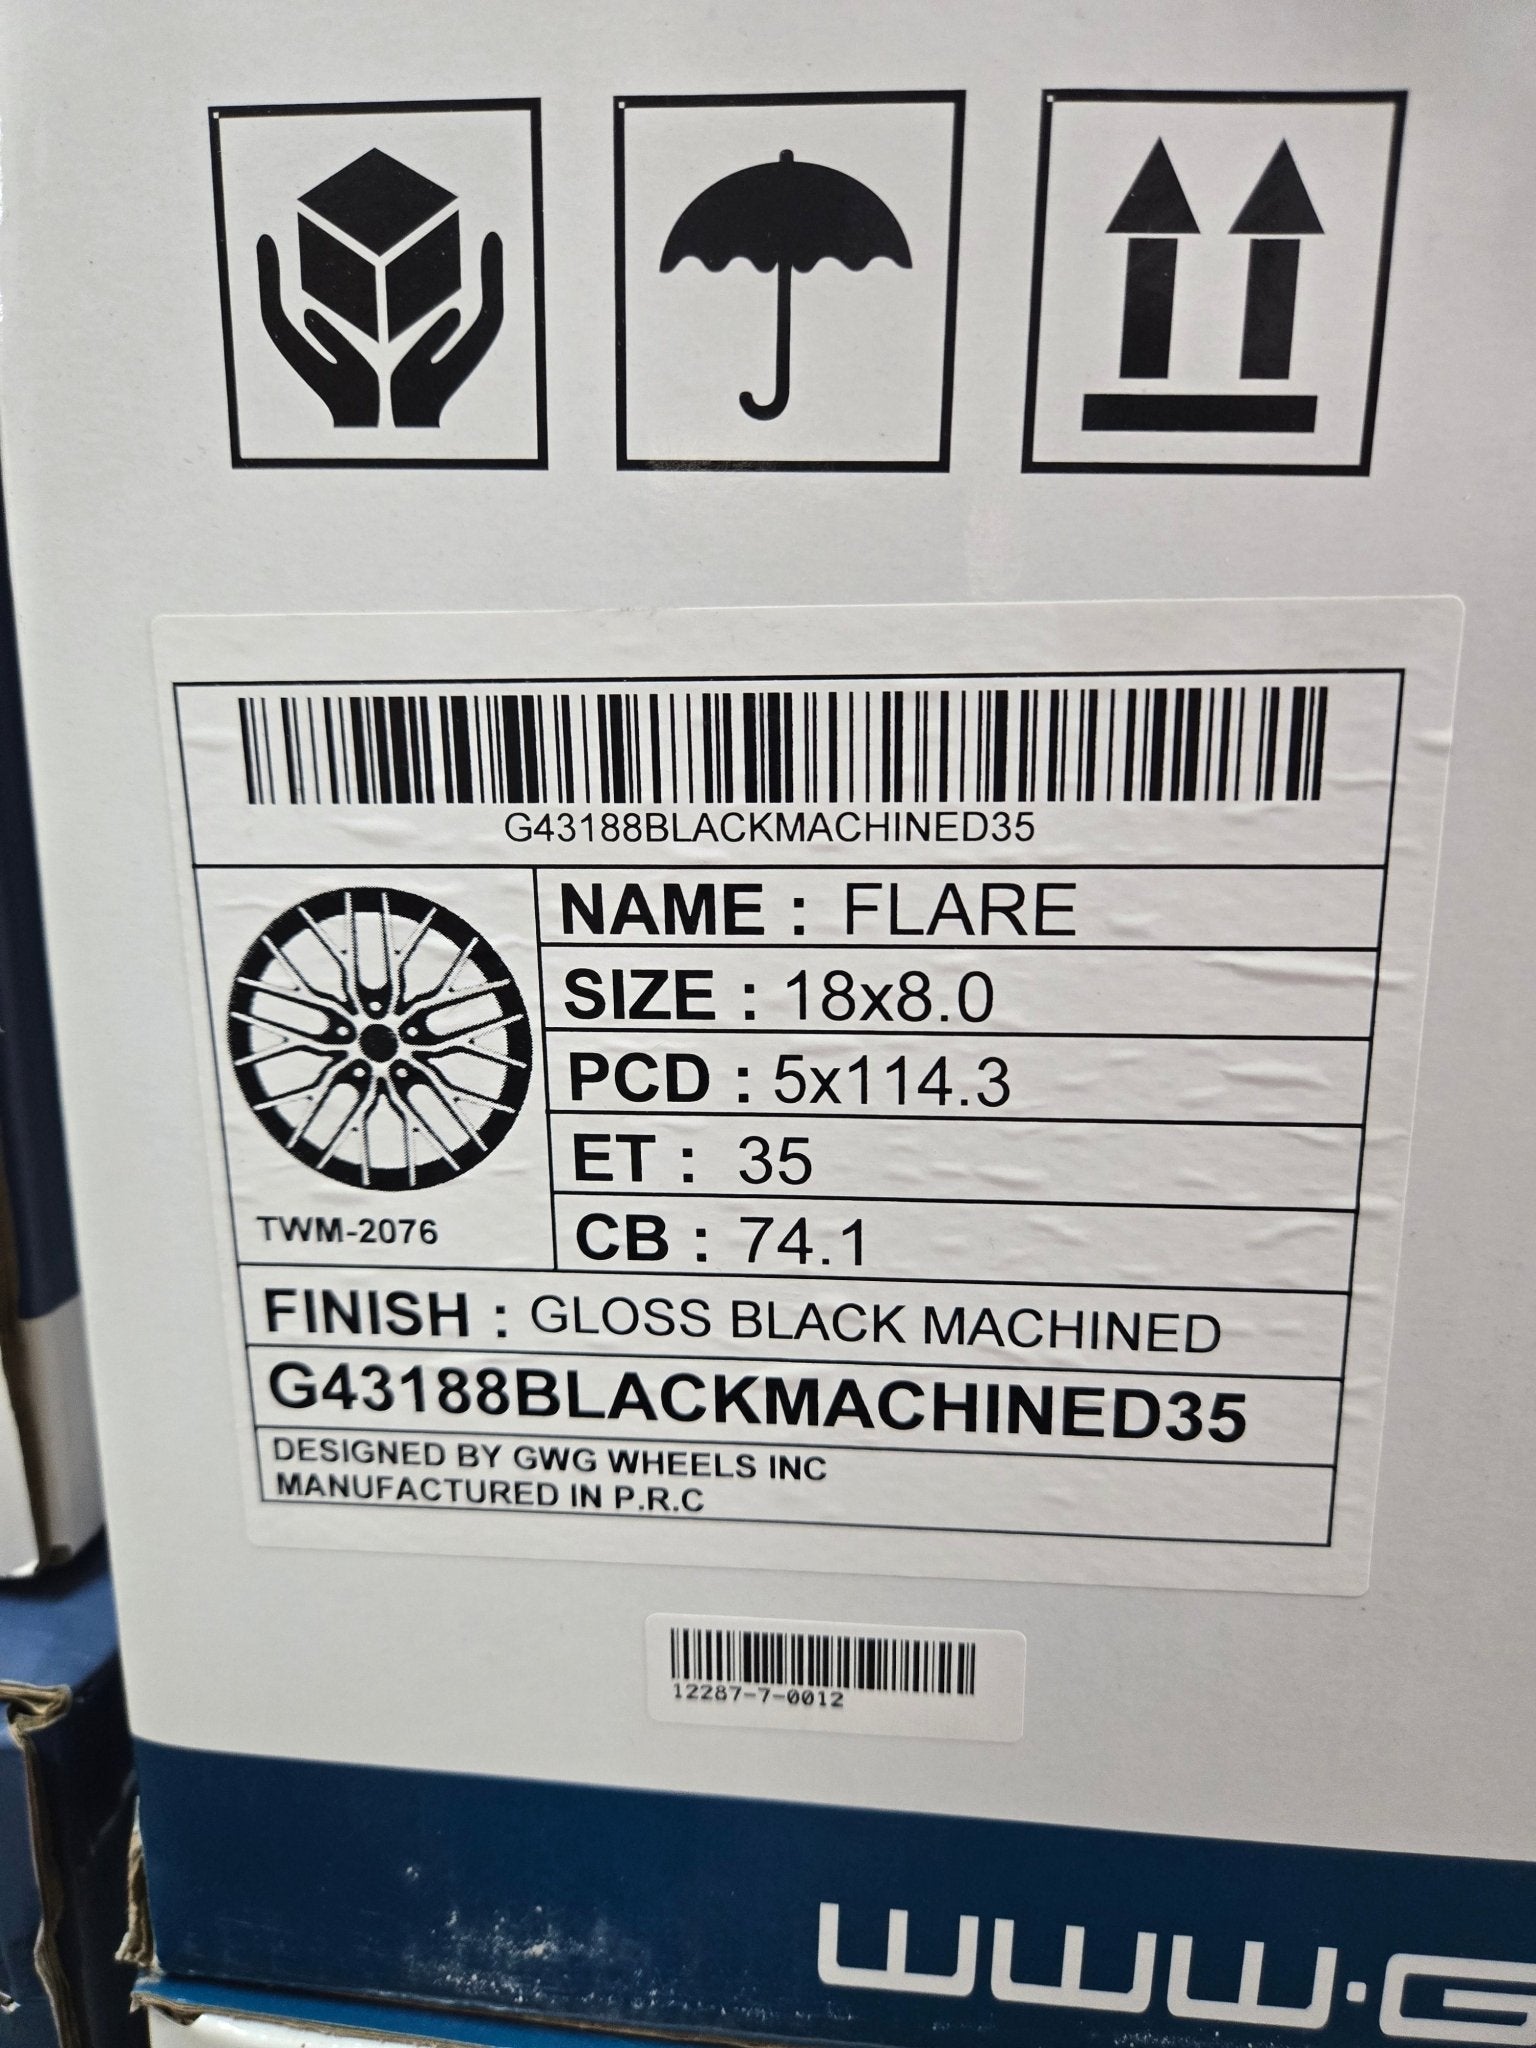 G43188BLACKMACHINED35
NAME : FLARE
SIZE : 18x8.0
PCD : 5x114.3
ET : 35
CB : 74.1
TWM-2076
FINISH : GLOSS BLACK MACHINED
G43188BLACKMACHINED35
DESIGNED BY GWG WHEELS INC
MANUFACTURED IN P.R.C
12287-7-0012
WWW.G